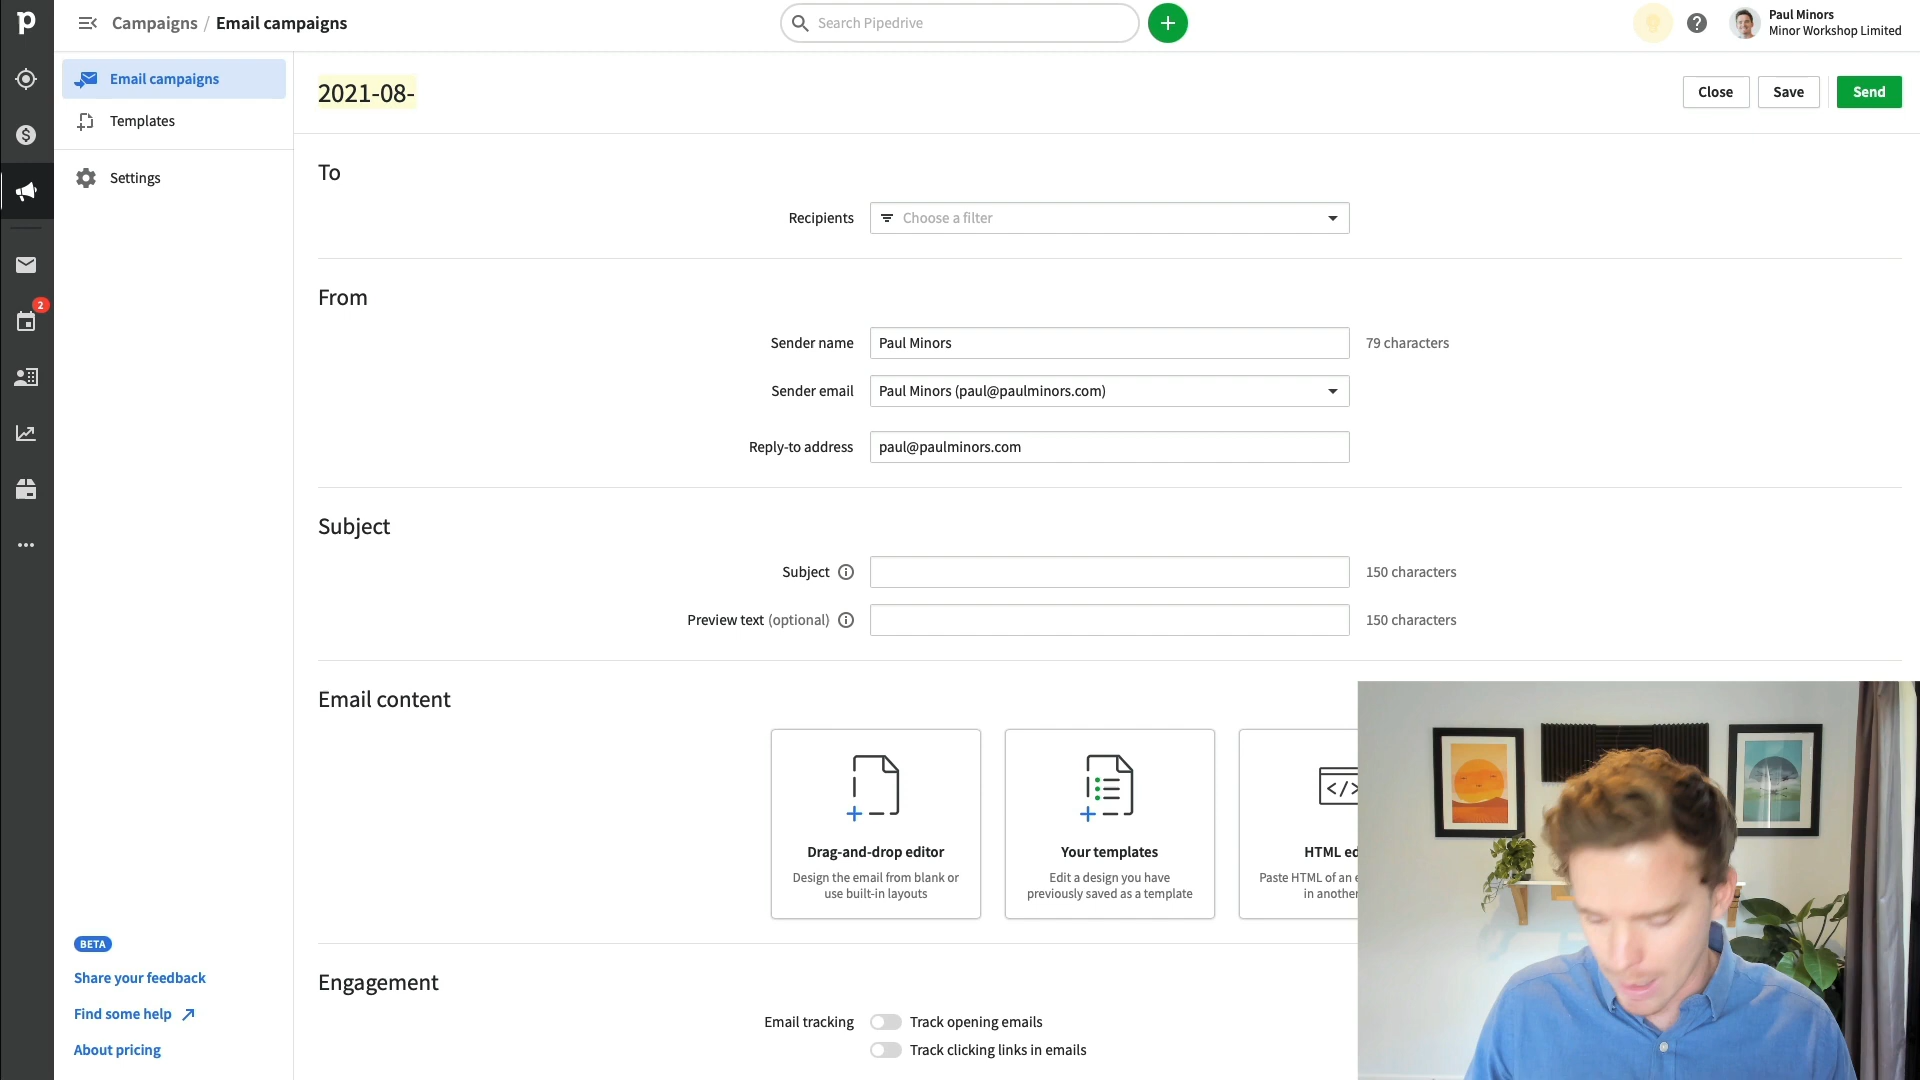 p
Campaigns / Email campaigns
Search Pipedrive
Paul Minors
Minor Workshop Limited
Email campaigns
Templates
Settings
2
2021-08-
Close
Save
Send
To
Recipients
Choose a filter
From
Sender name
Paul Minors
79 characters
Sender email
Paul Minors (paul@paulminors.com)
Reply-to address
paul@paulminors.com
Subject
Subject
150 characters
Preview text (optional)
150 characters
Email content
Drag-and-drop editor
Design the email from blank or
use built-in layouts
Your templates
Edit a design you have
previously saved as a template
HTML ed
Paste HTML of an e
in another
Engagement
Email tracking
Track opening emails
Track clicking links in emails
BETA
Share your feedback
Find some help
About pricing